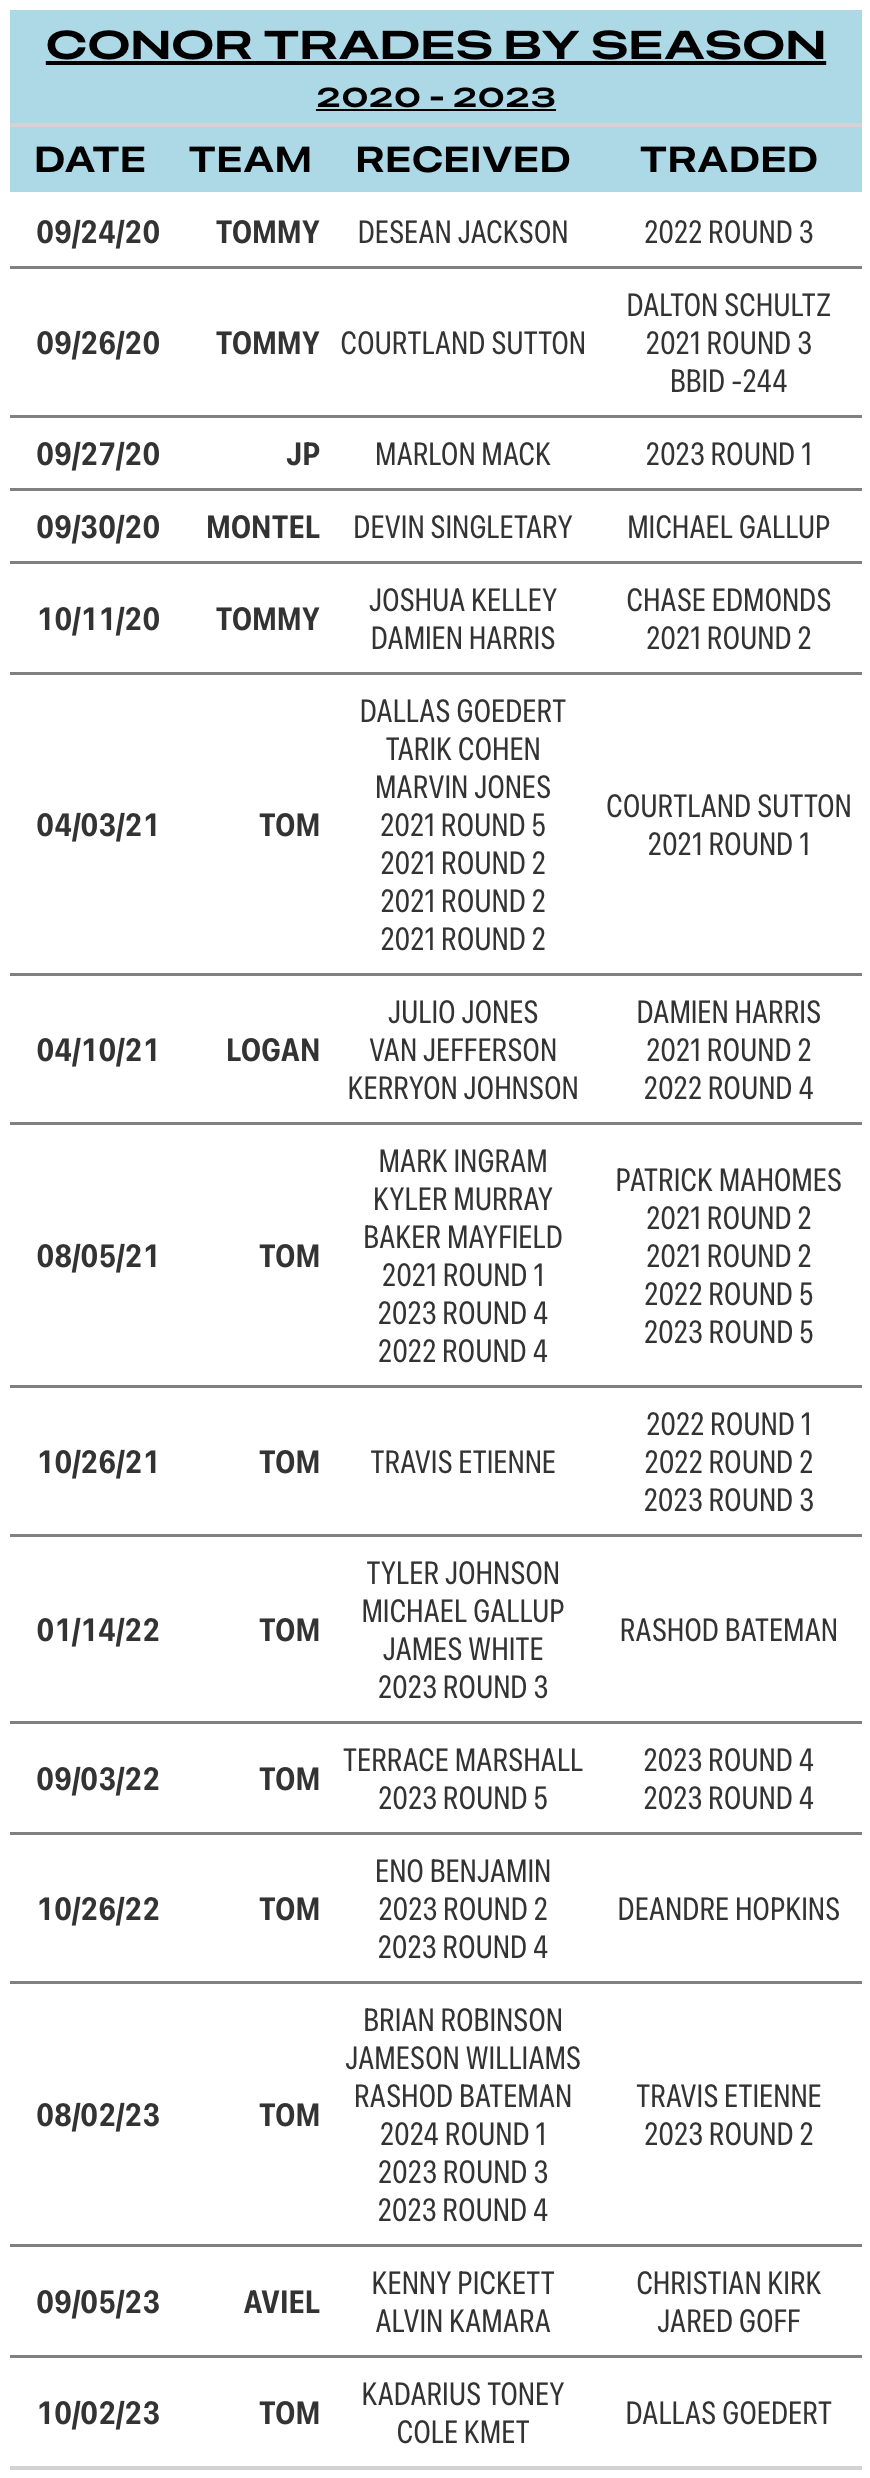 CONOR TRADES BY SEASON
2020 - 2023
DATE TEAM RECEIVED TRADED
09/24/20 TOMMY DESEAN JACKSON 2022 ROUND 3
DALTON SCHULTZ
09/26/20 TOMMY COURTLAND SUTTON 2021 ROUND 3
BBID -244
09/27/20 JP MARLON MACK 2023 ROUND 1
09/30/20 MONTEL DEVIN SINGLETARY MICHAEL GALLUP
10/11/20 TOMMY
JOSHUA KELLEY CHASE EDMONDS
DAMIEN HARRIS 2021 ROUND 2
04/03/21 TOM
DALLAS GOEDERT
TARIK COHEN
MARVIN JONES
2021 ROUND 5
2021 ROUND 2
2021 ROUND 2
2021 ROUND 2
COURTLAND SUTTON
2021 ROUND 1
JULIO JONES DAMIEN HARRIS
04/10/21 LOGAN VAN JEFFERSON 2021 ROUND 2
KERRYON JOHNSON 2022 ROUND 4
08/05/21 TOM
MARK INGRAM
KYLER MURRAY
BAKER MAYFIELD
2021 ROUND 1
2023 ROUND 4
2022 ROUND 4
PATRICK MAHOMES
2021 ROUND 2
2021 ROUND 2
2022 ROUND 5
2023 ROUND 5
2022 ROUND 1
10/26/21 TOM TRAVIS ETIENNE 2022 ROUND 2
2023 ROUND 3
01/14/22 TOM
TYLER JOHNSON
MICHAEL GALLUP
JAMES WHITE
2023 ROUND 3
RASHOD BATEMAN
09/03/22 TOM
TERRACE MARSHALL 2023 ROUND 4
2023 ROUND 5 2023 ROUND 4
ENO BENJAMIN
10/26/22 TOM 2023 ROUND 2 DEANDRE HOPKINS
2023 ROUND 4
08/02/23 TOM
BRIAN ROBINSON
JAMESON WILLIAMS
RASHOD BATEMAN
2024 ROUND 1
2023 ROUND 3
2023 ROUND 4
TRAVIS ETIENNE
2023 ROUND 2
09/05/23 AVIEL
KENNY PICKETT CHRISTIAN KIRK
ALVIN KAMARA JARED GOFF
10/02/23 TOM
KADARIUS TONEY
COLE KMET
DALLAS GOEDERT